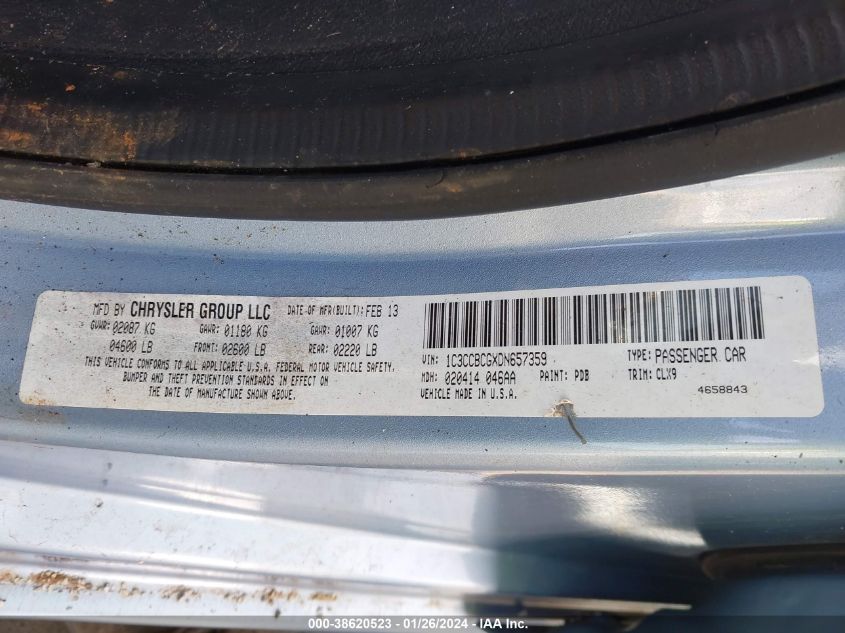 MFD BY CHRYSLER GROUP LLC DATE OF MFR(BUILT):FEB 13
GVWR:02087 KG GAWR:01180 KG GAWR:01007 KG
04600 LB FRONT:02600 LB REAR:02220 LB
THIS VEHICLE CONFORMS TO ALL APPLICABLE U.S.A. FEDERAL MOTOR VEHICLE SAFETY,
BUMPER AND THEFT PREVENTION STANDARDS IN EFFECT ON
THE DATE OF MANUFACTURE SHOWN ABOVE.
VIN: 1C3CCBCGXDN657359 TYPE: PASSENGER CAR
MDH: 020414 046AA PAINT: PDB TRIM: CLX9
VEHICLE MADE IN U.S.A. 4658843
000-38620523 - 01/26/2024 - IAA Inc.